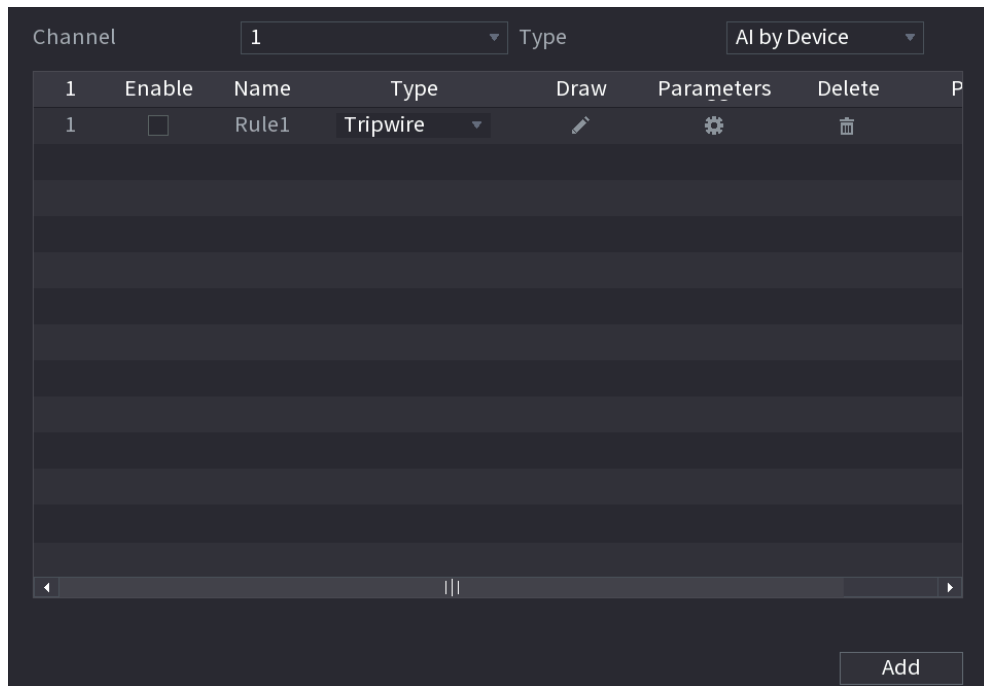 Channel 1 Type AI by Device
1 Enable Name Type Draw Parameters Delete P
1 Rule1 Tripwire
Add